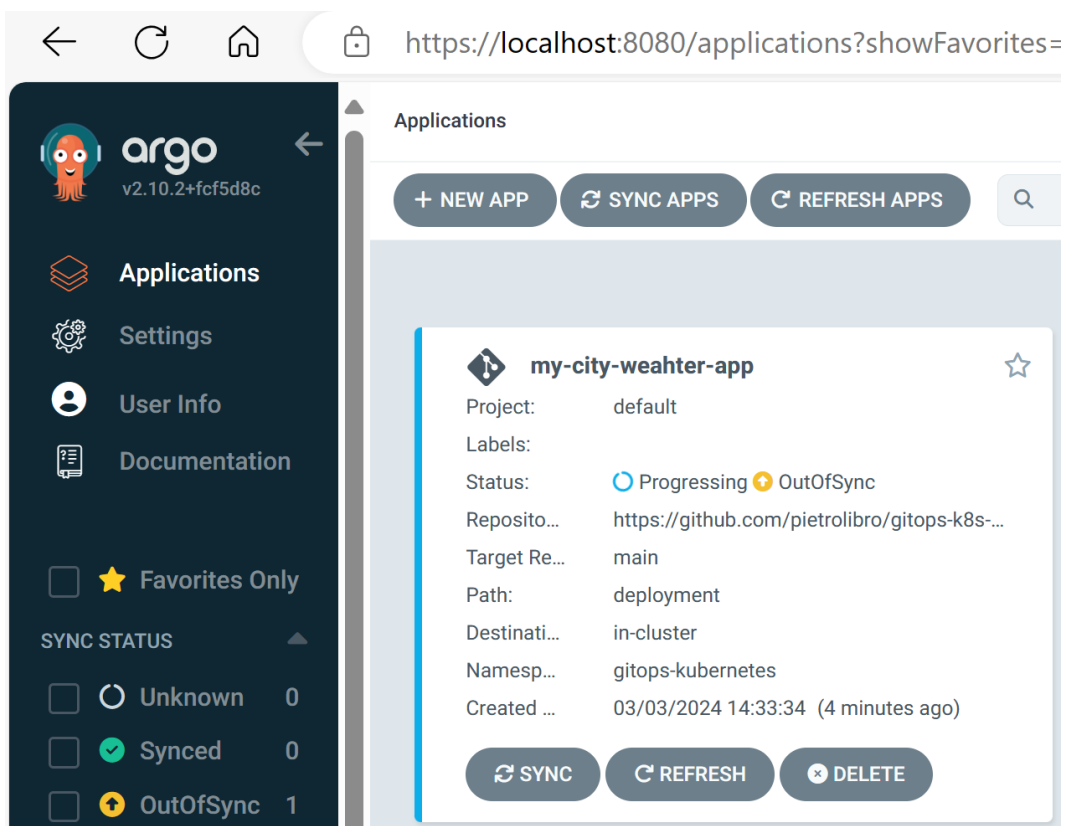 https://localhost:8080/applications?showFavorites=
argo
v2.10.2+fcf5d8c
Applications
Settings
User Info
Documentation
Favorites Only
SYNC STATUS
Unknown 0
Synced 0
OutOfSync 1
Applications
+ NEW APP SYNC APPS REFRESH APPS
my-city-weahter-app
Project: default
Labels:
Status: Progressing OutOfSync
Reposito... https://github.com/pietrolibro/gitops-k8s-...
Target Re... main
Path: deployment
Destinati... in-cluster
Namesp... gitops-kubernetes
Created ... 03/03/2024 14:33:34 (4 minutes ago)
SYNC REFRESH DELETE